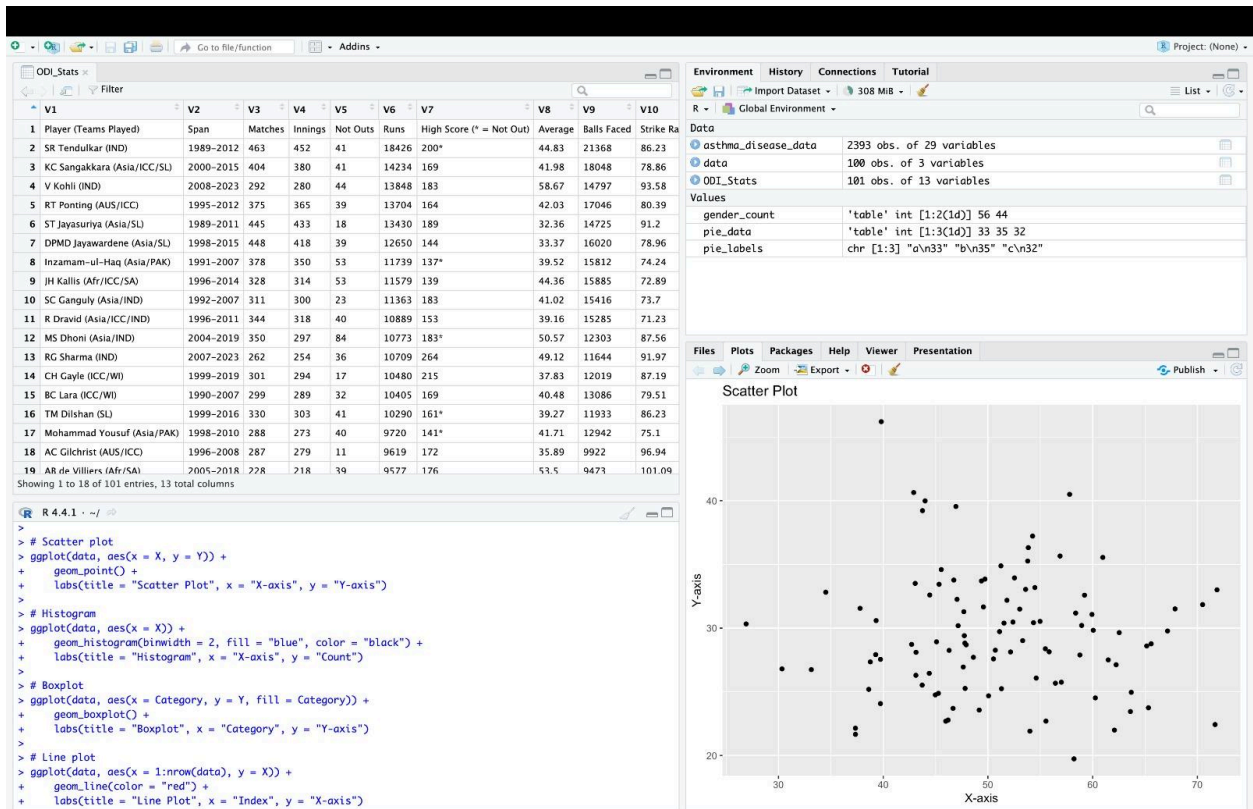 Go to file/function Addins Project: (None)
ODI_Stats
Filter
V1 V2 V3 V4 V5 V6 V7 V8 V9 V10
1 Player (Teams Played) Span Matches Innings Not Outs Runs High Score (* = Not Out) Average Balls Faced Strike Ra
2 SR Tendulkar (IND) 1989-2012 463 452 41 18426 200* 44.83 21368 86.23
3 KC Sangakkara (Asia/ICC/SL) 2000-2015 404 380 41 14234 169 41.98 18048 78.86
4 V Kohli (IND) 2008-2023 292 280 44 13848 183 58.67 14797 93.58
5 RT Ponting (AUS/ICC) 1995-2012 375 365 39 13704 164 42.03 17046 80.39
6 ST Jayasuriya (Asia/SL) 1989-2011 445 433 18 13430 189 32.36 14725 91.2
7 DPMD Jayawardene (Asia/SL) 1998-2015 448 418 39 12650 144 33.37 16020 78.96
8 Inzamam-ul-Haq (Asia/PAK) 1991-2007 378 350 53 11739 137* 39.52 15812 74.24
9 JH Kallis (Afr/ICC/SA) 1996-2014 328 314 53 11579 139 44.36 15885 72.89
10 SC Ganguly (Asia/IND) 1992-2007 311 300 23 11363 183 41.02 15416 73.7
11 R Dravid (Asia/ICC/IND) 1996-2011 344 318 40 10889 153 39.16 15285 71.23
12 MS Dhoni (Asia/IND) 2004-2019 350 297 84 10773 183* 50.57 12303 87.56
13 RG Sharma (IND) 2007-2023 262 254 36 10709 264 49.12 11644 91.97
14 CH Gayle (ICC/WI) 1999-2019 301 294 17 10480 215 37.83 12019 87.19
15 BC Lara (ICC/WI) 1990-2007 299 289 32 10405 169 40.48 13086 79.51
16 TM Dilshan (SL) 1999-2016 330 303 41 10290 161* 39.27 11933 86.23
17 Mohammad Yousuf (Asia/PAK) 1998-2010 288 273 40 9720 141* 41.71 12942 75.1
18 AC Gilchrist (AUS/ICC) 1996-2008 287 279 11 9619 172 35.89 9922 96.94
19 AB de Villiers (Afr/SA) 2005-2018 228 218 39 9577 176 53.5 9473 101.09
Showing 1 to 18 of 101 entries, 13 total columns
R 4.4.1 · ~/
>
> # Scatter plot
> ggplot(data, aes(x = X, y = Y)) +
+ geom_point() +
+ labs(title = "Scatter Plot", x = "X-axis", y = "Y-axis")
>
> # Histogram
> ggplot(data, aes(x = X)) +
+ geom_histogram(binwidth = 2, fill = "blue", color = "black") +
+ labs(title = "Histogram", x = "X-axis", y = "Count")
>
> # Boxplot
> ggplot(data, aes(x = Category, y = Y, fill = Category)) +
+ geom_boxplot() +
+ labs(title = "Boxplot", x = "Category", y = "Y-axis")
>
> # Line plot
> ggplot(data, aes(x = 1:nrow(data), y = X)) +
+ geom_line(color = "red") +
+ labs(title = "Line Plot", x = "Index", y = "X-axis")
Environment History Connections Tutorial
Import Dataset 308 MiB List
R Global Environment
Data
asthma_disease_data 2393 obs. of 29 variables
data 100 obs. of 3 variables
ODI_Stats 101 obs. of 13 variables
Values
gender_count 'table' int [1:2(1d)] 56 44
pie_data 'table' int [1:3(1d)] 33 35 32
pie_labels chr [1:3] "a\n33" "b\n35" "c\n32"
Files Plots Packages Help Viewer Presentation
Zoom Export Publish
Scatter Plot
Y-axis
40
30
20
30 40 50 60 70
X-axis